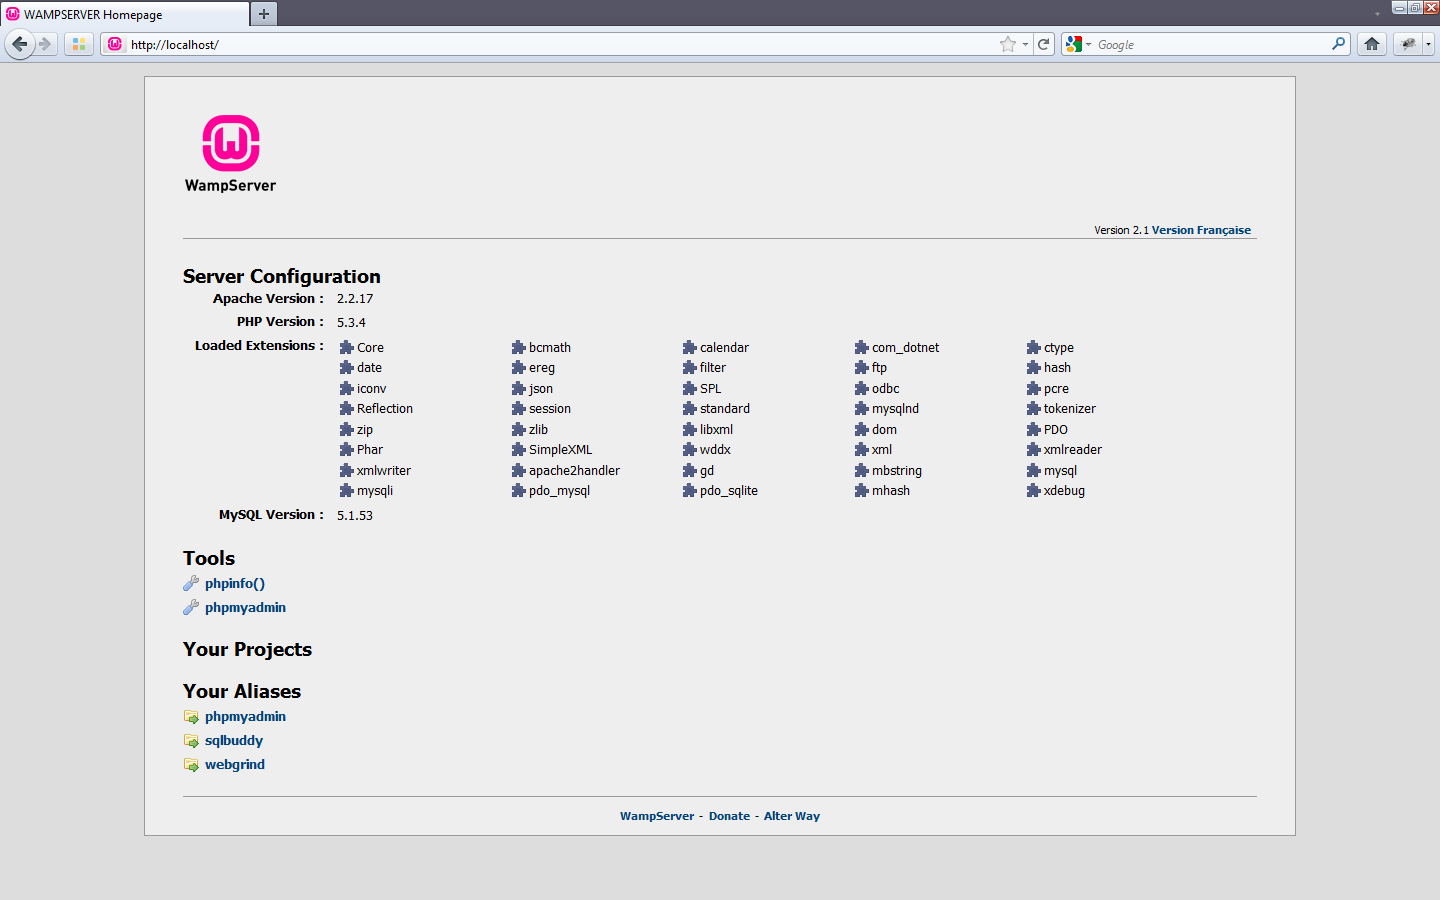 WAMPSERVER Homepage
http://localhost/
Google
WampServer
Version 2.1 Version Française
Server Configuration
Apache Version : 2.2.17
PHP Version : 5.3.4
Loaded Extensions : Core bcmath calendar com_dotnet ctype
date ereg filter ftp hash
iconv json SPL odbc pcre
Reflection session standard mysqlnd tokenizer
zip zlib libxml dom PDO
Phar SimpleXML wddx xml xmlreader
xmlwriter apache2handler gd mbstring mysql
mysqli pdo_mysql pdo_sqlite mhash xdebug
MySQL Version : 5.1.53
Tools
phpinfo()
phpmyadmin
Your Projects
Your Aliases
phpmyadmin
sqlbuddy
webgrind
WampServer - Donate - Alter Way